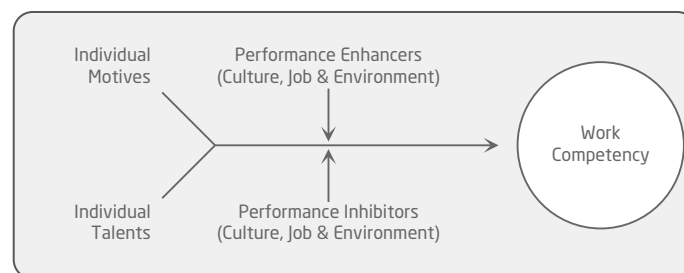 Individual
Motives
Performance Enhancers
(Culture, Job & Environment)
Work
Competency
Individual
Talents
Performance Inhibitors
(Culture, Job & Environment)